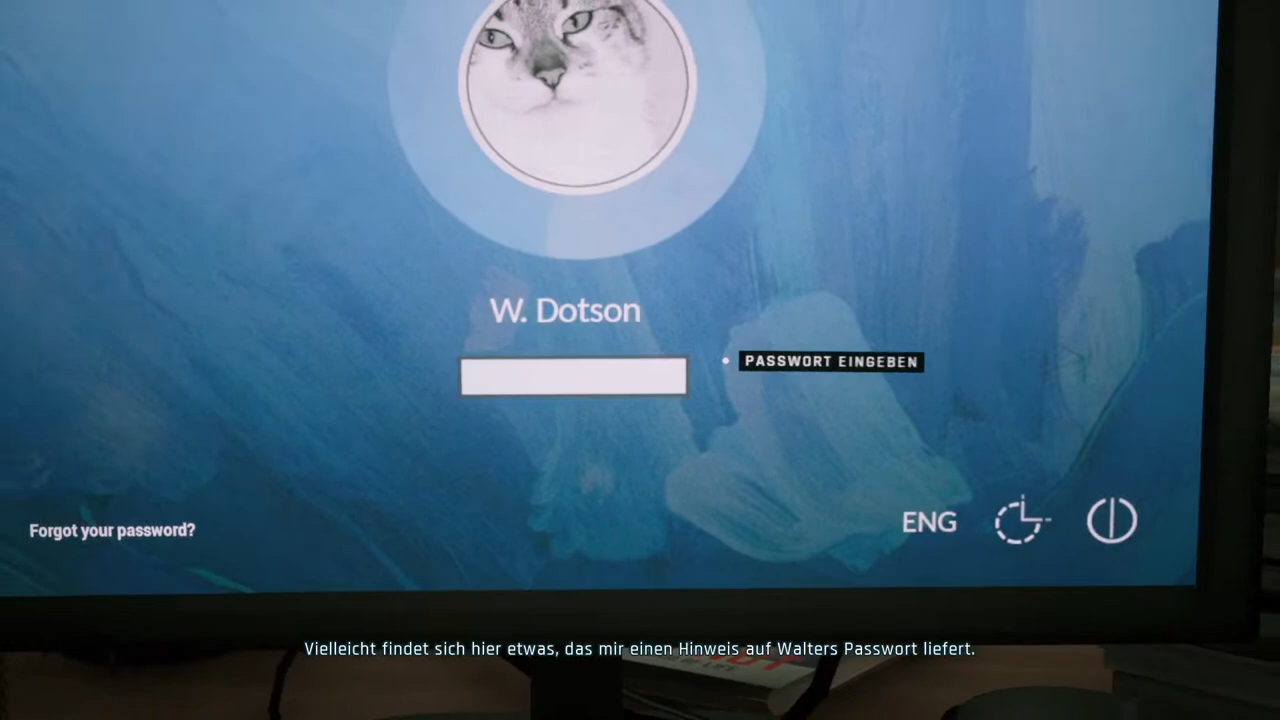 W. Dotson
PASSWORT EINGEBEN
Forgot your password?
ENG
Vielleicht findet sich hier etwas, das mir einen Hinweis auf Walters Passwort liefert.